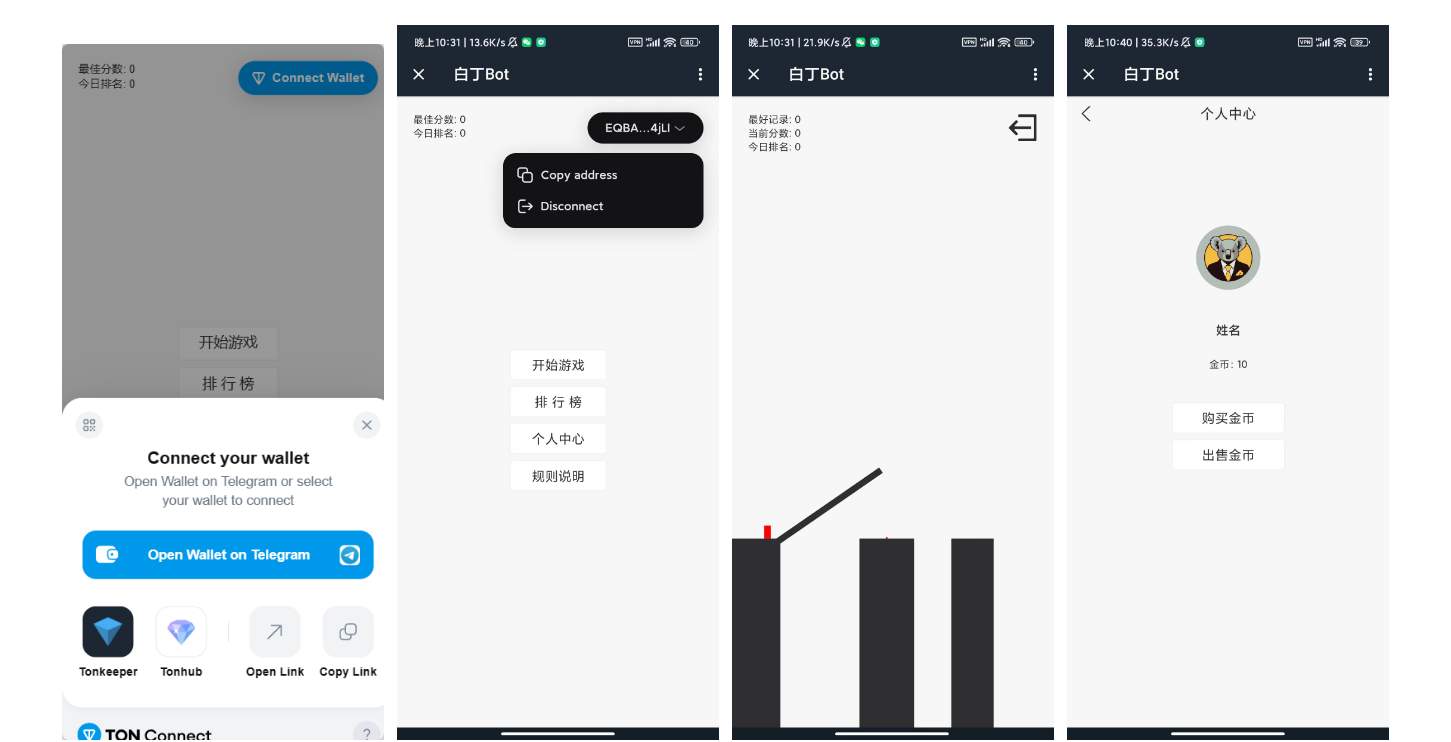 最佳分数: 0
今日排名: 0
Connect Wallet
开始游戏
排 行 榜
Connect your wallet
Open Wallet on Telegram or select
your wallet to connect
Open Wallet on Telegram
Tonkeeper
Tonhub
Open Link
Copy Link
TON Connect
?
晚上10:31 | 13.6K/s
VPN
40
白丁Bot
最佳分数: 0
今日排名: 0
EQBA...4jLI
Copy address
Disconnect
开始游戏
排 行 榜
个人中心
规则说明
晚上10:31 | 21.9K/s
VPN
40
白丁Bot
最好记录: 0
当前分数: 0
今日排名: 0
晚上10:40 | 35.3K/s
VPN
39
白丁Bot
个人中心
姓名
金币: 10
购买金币
出售金币